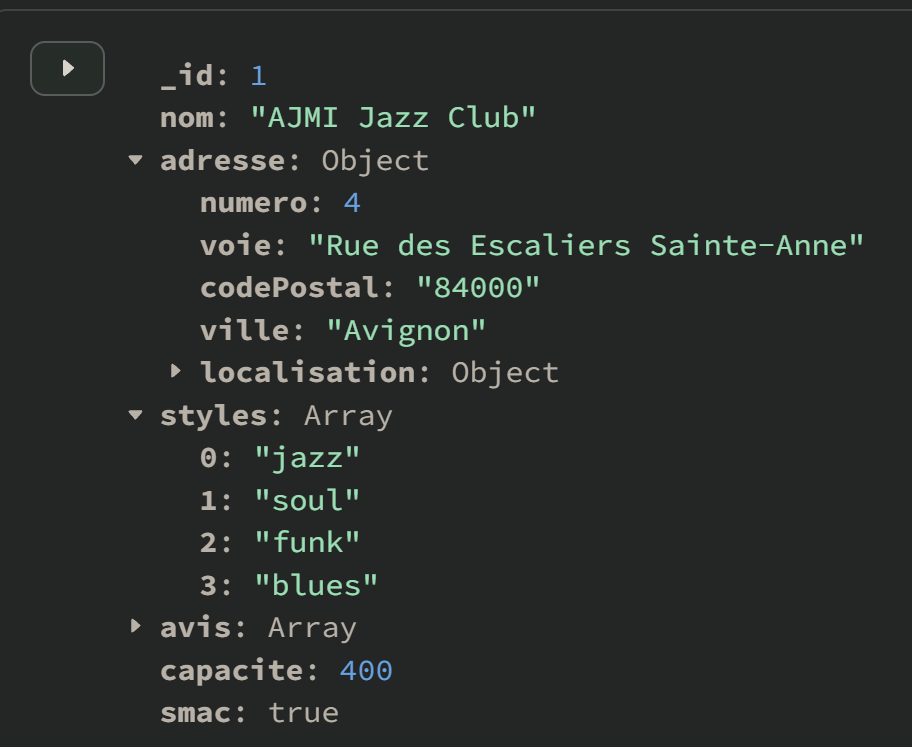 _id: 1
nom: "AJMI Jazz Club"
adresse: Object
numero: 4
voie: "Rue des Escaliers Sainte-Anne"
codePostal: "84000"
ville: "Avignon"
localisation: Object
styles: Array
0: "jazz"
1: "soul"
2: "funk"
3: "blues"
avis: Array
capacite: 400
smac: true